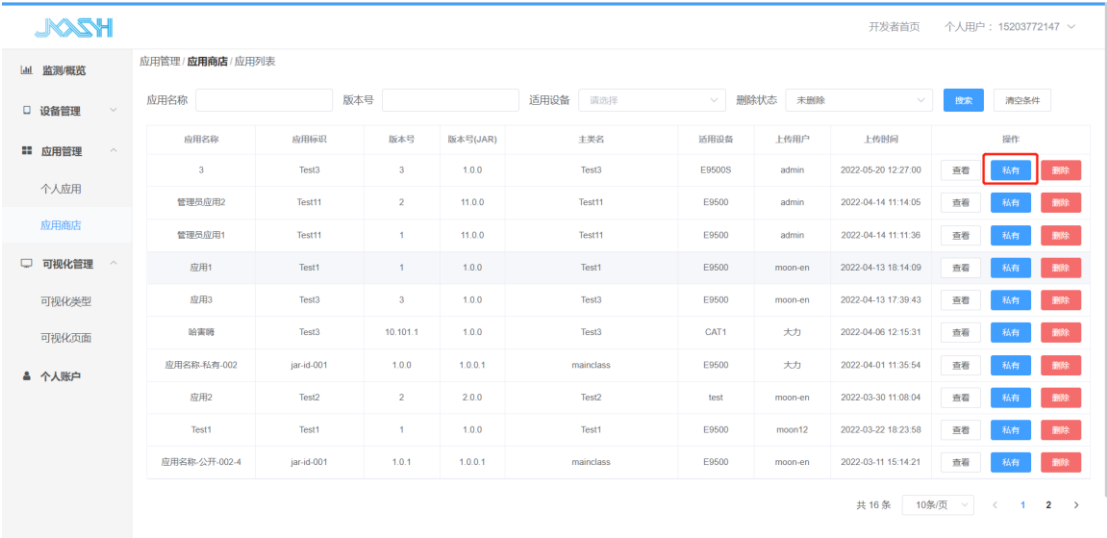 JXXSH
开发者首页 个人用户： 15203772147
监测/概览
设备管理
应用管理
个人应用
应用商店
可视化管理
可视化类型
可视化页面
个人账户
应用管理 / 应用商店 / 应用列表
应用名称 版本号 适用设备 请选择 删除状态 未删除 搜索 清空条件
应用名称 应用标识 版本号 版本号(JAR) 主类名 适用设备 上传用户 上传时间 操作
3 Test3 3 1.0.0 Test3 E9500S admin 2022-05-20 12:27:00 查看 私有 删除
管理员应用2 Test11 2 11.0.0 Test11 E9500 admin 2022-04-14 11:14:05 查看 私有 删除
管理员应用1 Test11 1 11.0.0 Test11 E9500 admin 2022-04-14 11:11:36 查看 私有 删除
应用1 Test1 1 1.0.0 Test1 E9500 moon-en 2022-04-13 18:14:09 查看 私有 删除
应用3 Test3 3 1.0.0 Test3 E9500 moon-en 2022-04-13 17:39:43 查看 私有 删除
哈害嗨 Test3 10.101.1 1.0.0 Test3 CAT1 大力 2022-04-06 12:15:31 查看 私有 删除
应用名称-私有-002 jar-id-001 1.0.0 1.0.0.1 mainclass E9500 大力 2022-04-01 11:35:54 查看 私有 删除
应用2 Test2 2 2.0.0 Test2 test moon-en 2022-03-30 11:08:04 查看 私有 删除
Test1 Test1 1 1.0.0 Test1 E9500 moon12 2022-03-22 18:23:58 查看 私有 删除
应用名称-公开-002-4 jar-id-001 1.0.1 1.0.0.1 mainclass E9500 moon-en 2022-03-11 15:14:21 查看 私有 删除
共 16 条 10条/页 < 1 2 >